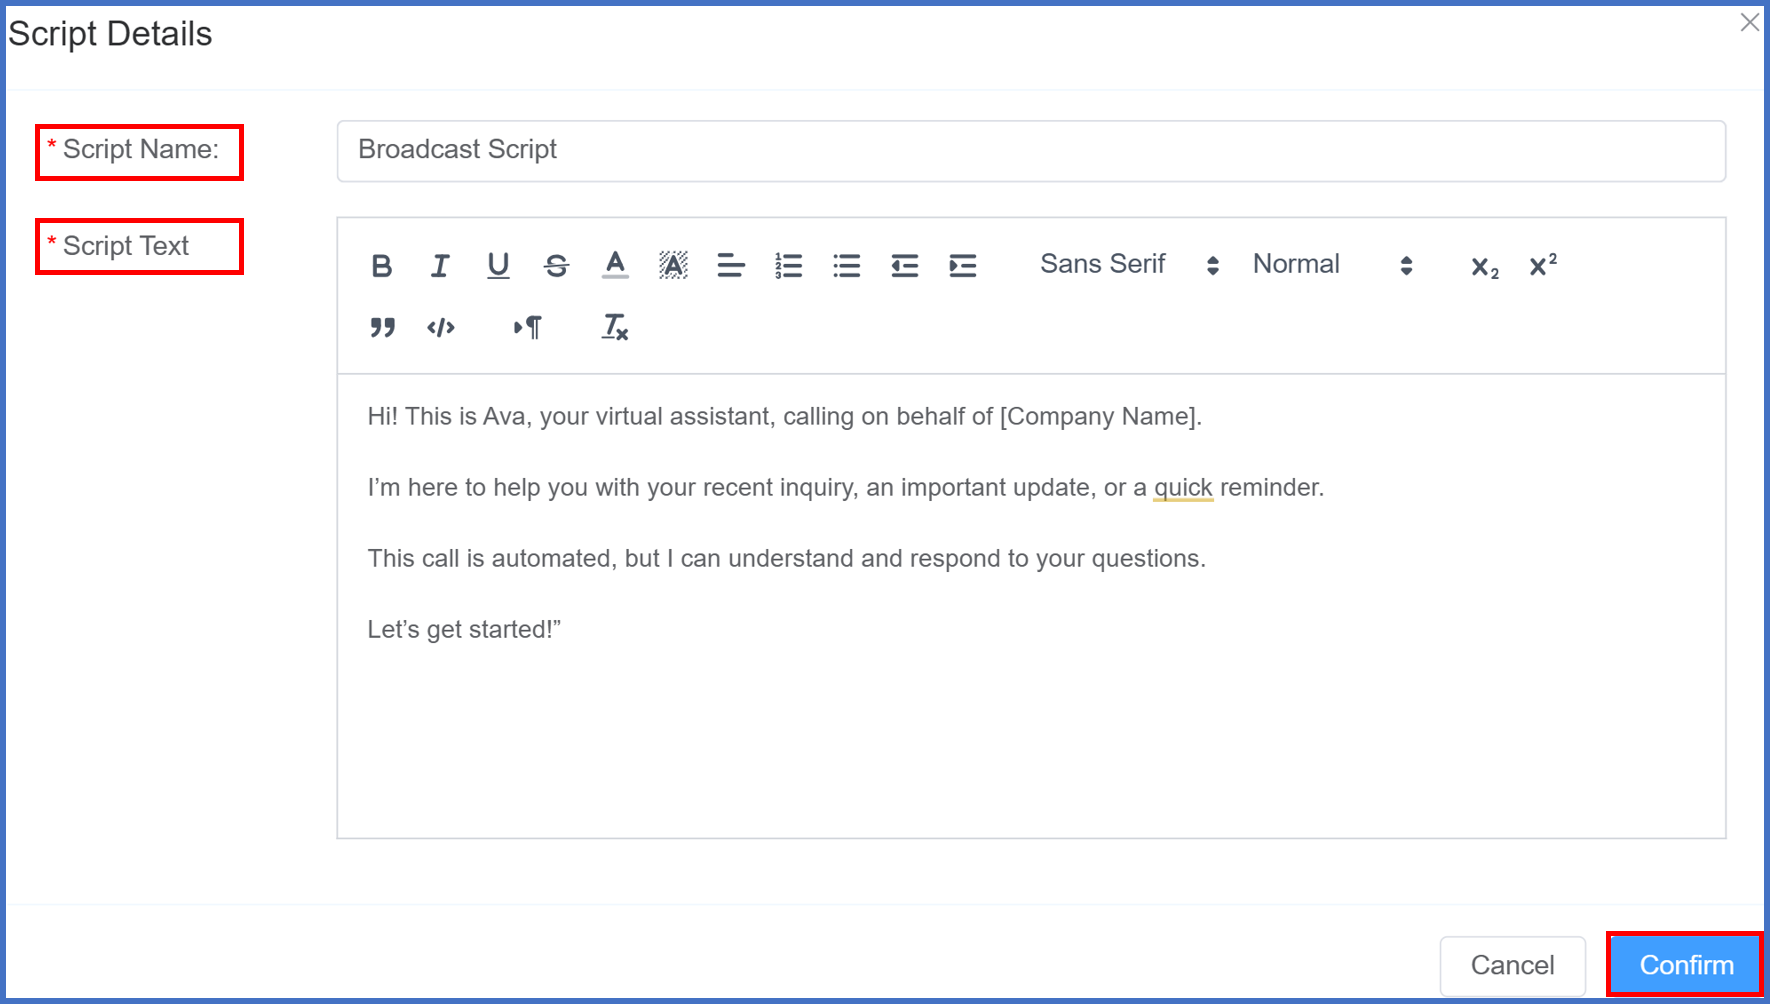 Script Details
* Script Name:
Broadcast Script
* Script Text
Sans Serif
Normal
Hi! This is Ava, your virtual assistant, calling on behalf of [Company Name].
I’m here to help you with your recent inquiry, an important update, or a quick reminder.
This call is automated, but I can understand and respond to your questions.
Let’s get started!”
Cancel
Confirm